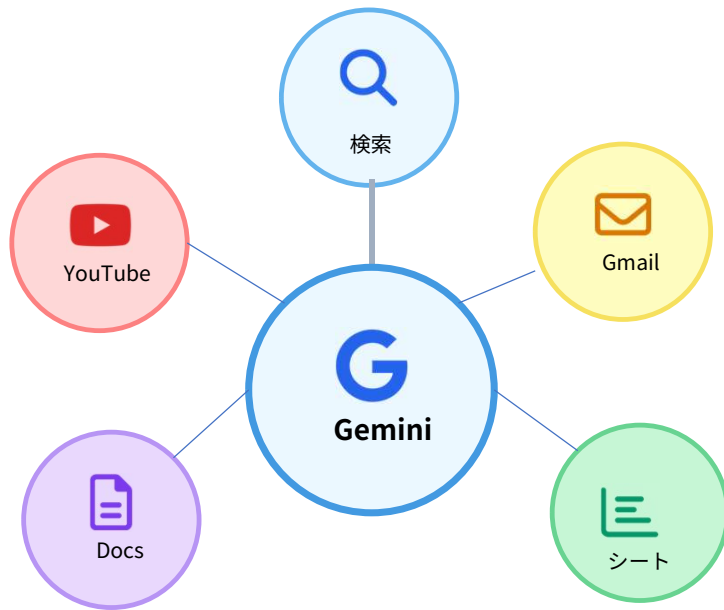 検索
YouTube
Gmail
Gemini
Docs
シート